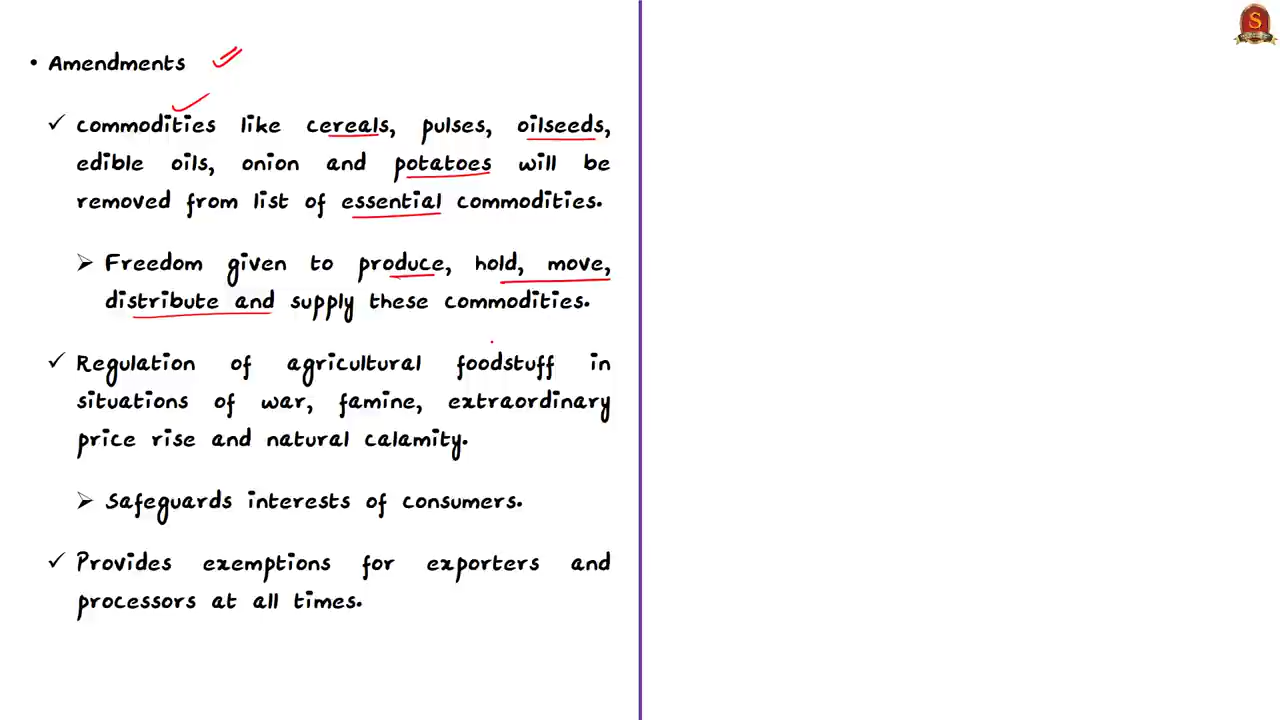 • Amendments
✓ Commodities like cereals, pulses, oilseeds,
edible oils, onion and potatoes will be
removed from list of essential commodities.
➢ Freedom given to produce, hold, move,
distribute and supply these commodities.
✓ Regulation of agricultural foodstuff in
situations of war, famine, extraordinary
price rise and natural calamity.
➢ Safeguards interests of consumers.
✓ Provides exemptions for exporters and
processors at all times.
S